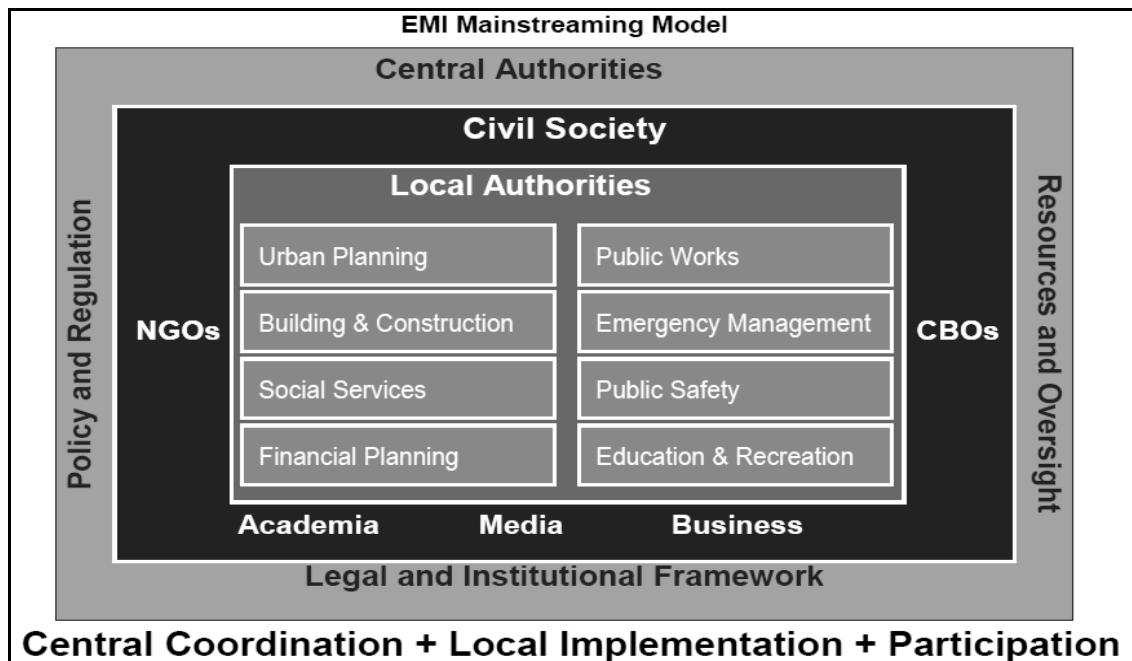 EMI Mainstreaming Model
Central Authorities
Civil Society
Local Authorities
Policy and Regulation
Resources and Oversight
NGOs
CBOs
Urban Planning
Public Works
Building & Construction
Emergency Management
Social Services
Public Safety
Financial Planning
Education & Recreation
Academia Media Business
Legal and Institutional Framework
Central Coordination + Local Implementation + Participation